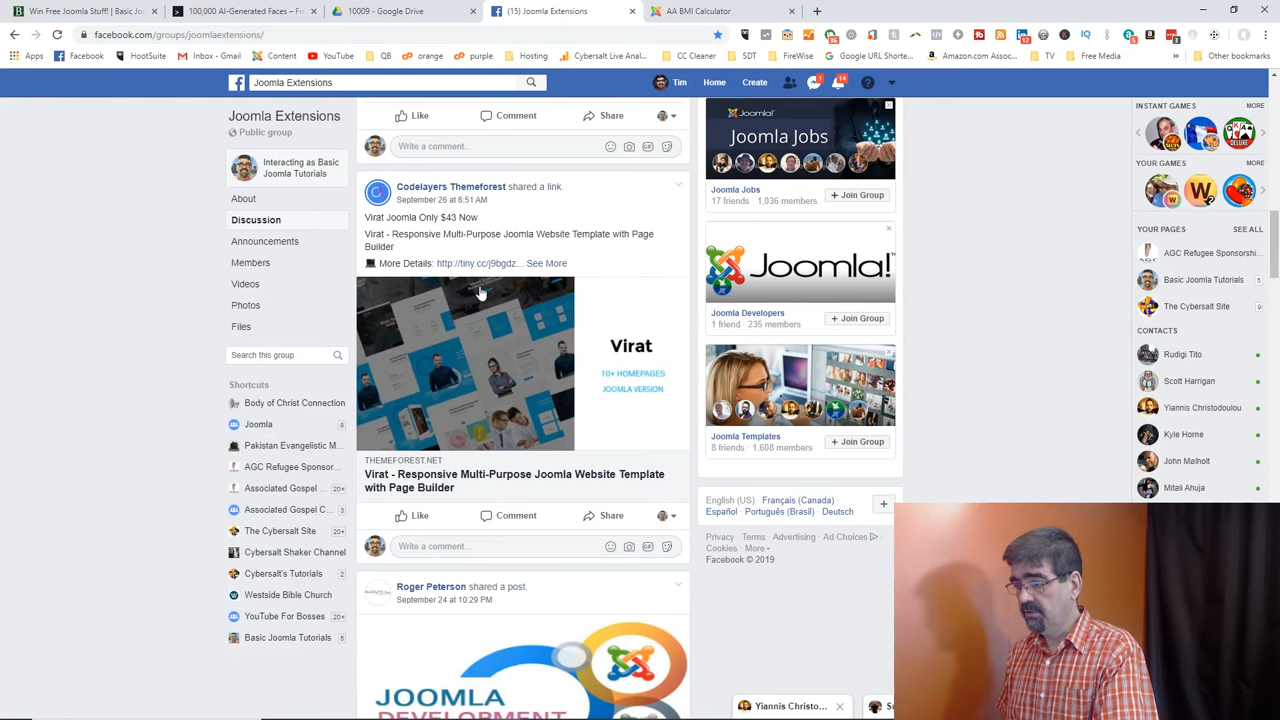 Win Free Joomla Stuff! | Basic Jo
100,000 AI-Generated Faces – Fr
10009 - Google Drive
(15) Joomla Extensions
AA BMI Calculator
facebook.com/groups/joomlaextensions/
Apps
Facebook
HootSuite
Inbox - Gmail
Content
YouTube
QB
orange
purple
Hosting
Cybersalt Live Anal...
CC Cleaner
SDT
FireWise
Google URL Shorte...
Amazon.com Assoc...
TV
Free Media
Other bookmarks
Joomla Extensions
Tim
Home
Create
1
14
Joomla Extensions
Public group
Interacting as Basic
Joomla Tutorials
About
Discussion
Announcements
Members
Videos
Photos
Files
Search this group
Shortcuts
Body of Christ Connection
Joomla
8
Pakistan Evangelistic M...
AGC Refugee Sponsor...
Associated Gospel ...
20+
Associated Gospel C...
3
The Cybersalt Site
20+
Cybersalt Shaker Channel
Cybersalt's Tutorials
2
Westside Bible Church
YouTube For Bosses
20+
Basic Joomla Tutorials
5
Like
Comment
Share
Write a comment...
Codelayers Themeforest shared a link.
September 26 at 6:51 AM
Virat Joomla Only $43 Now
Virat - Responsive Multi-Purpose Joomla Website Template with Page
Builder
More Details: http://tiny.cc/j9bgdz... See More
Virat
10+ HOMEPAGES
JOOMLA VERSION
THEMEFOREST.NET
Virat - Responsive Multi-Purpose Joomla Website Template
with Page Builder
Like
Comment
Share
Write a comment...
Roger Peterson shared a post.
September 24 at 10:29 PM
JOOMLA
DEVELOPMENT
Joomla!
Joomla Jobs
Joomla Jobs
17 friends · 1,036 members
+ Join Group
Joomla!
Joomla Developers
1 friend · 235 members
+ Join Group
Joomla Templates
8 friends · 1,608 members
+ Join Group
English (US) · Français (Canada) ·
Español · Português (Brasil) · Deutsch
Privacy · Terms · Advertising · Ad Choices
Cookies · More
Facebook © 2019
INSTANT GAMES
MORE
YOUR GAMES
MORE
YOUR PAGES
SEE ALL
AGC Refugee Sponsorshi...
Basic Joomla Tutorials
5
The Cybersalt Site
9
CONTACTS
Rudigi Tito
Scott Harrigan
Yiannis Christodoulou
Kyle Horne
John Mølholt
Mitali Ahuja
Yiannis Christo...